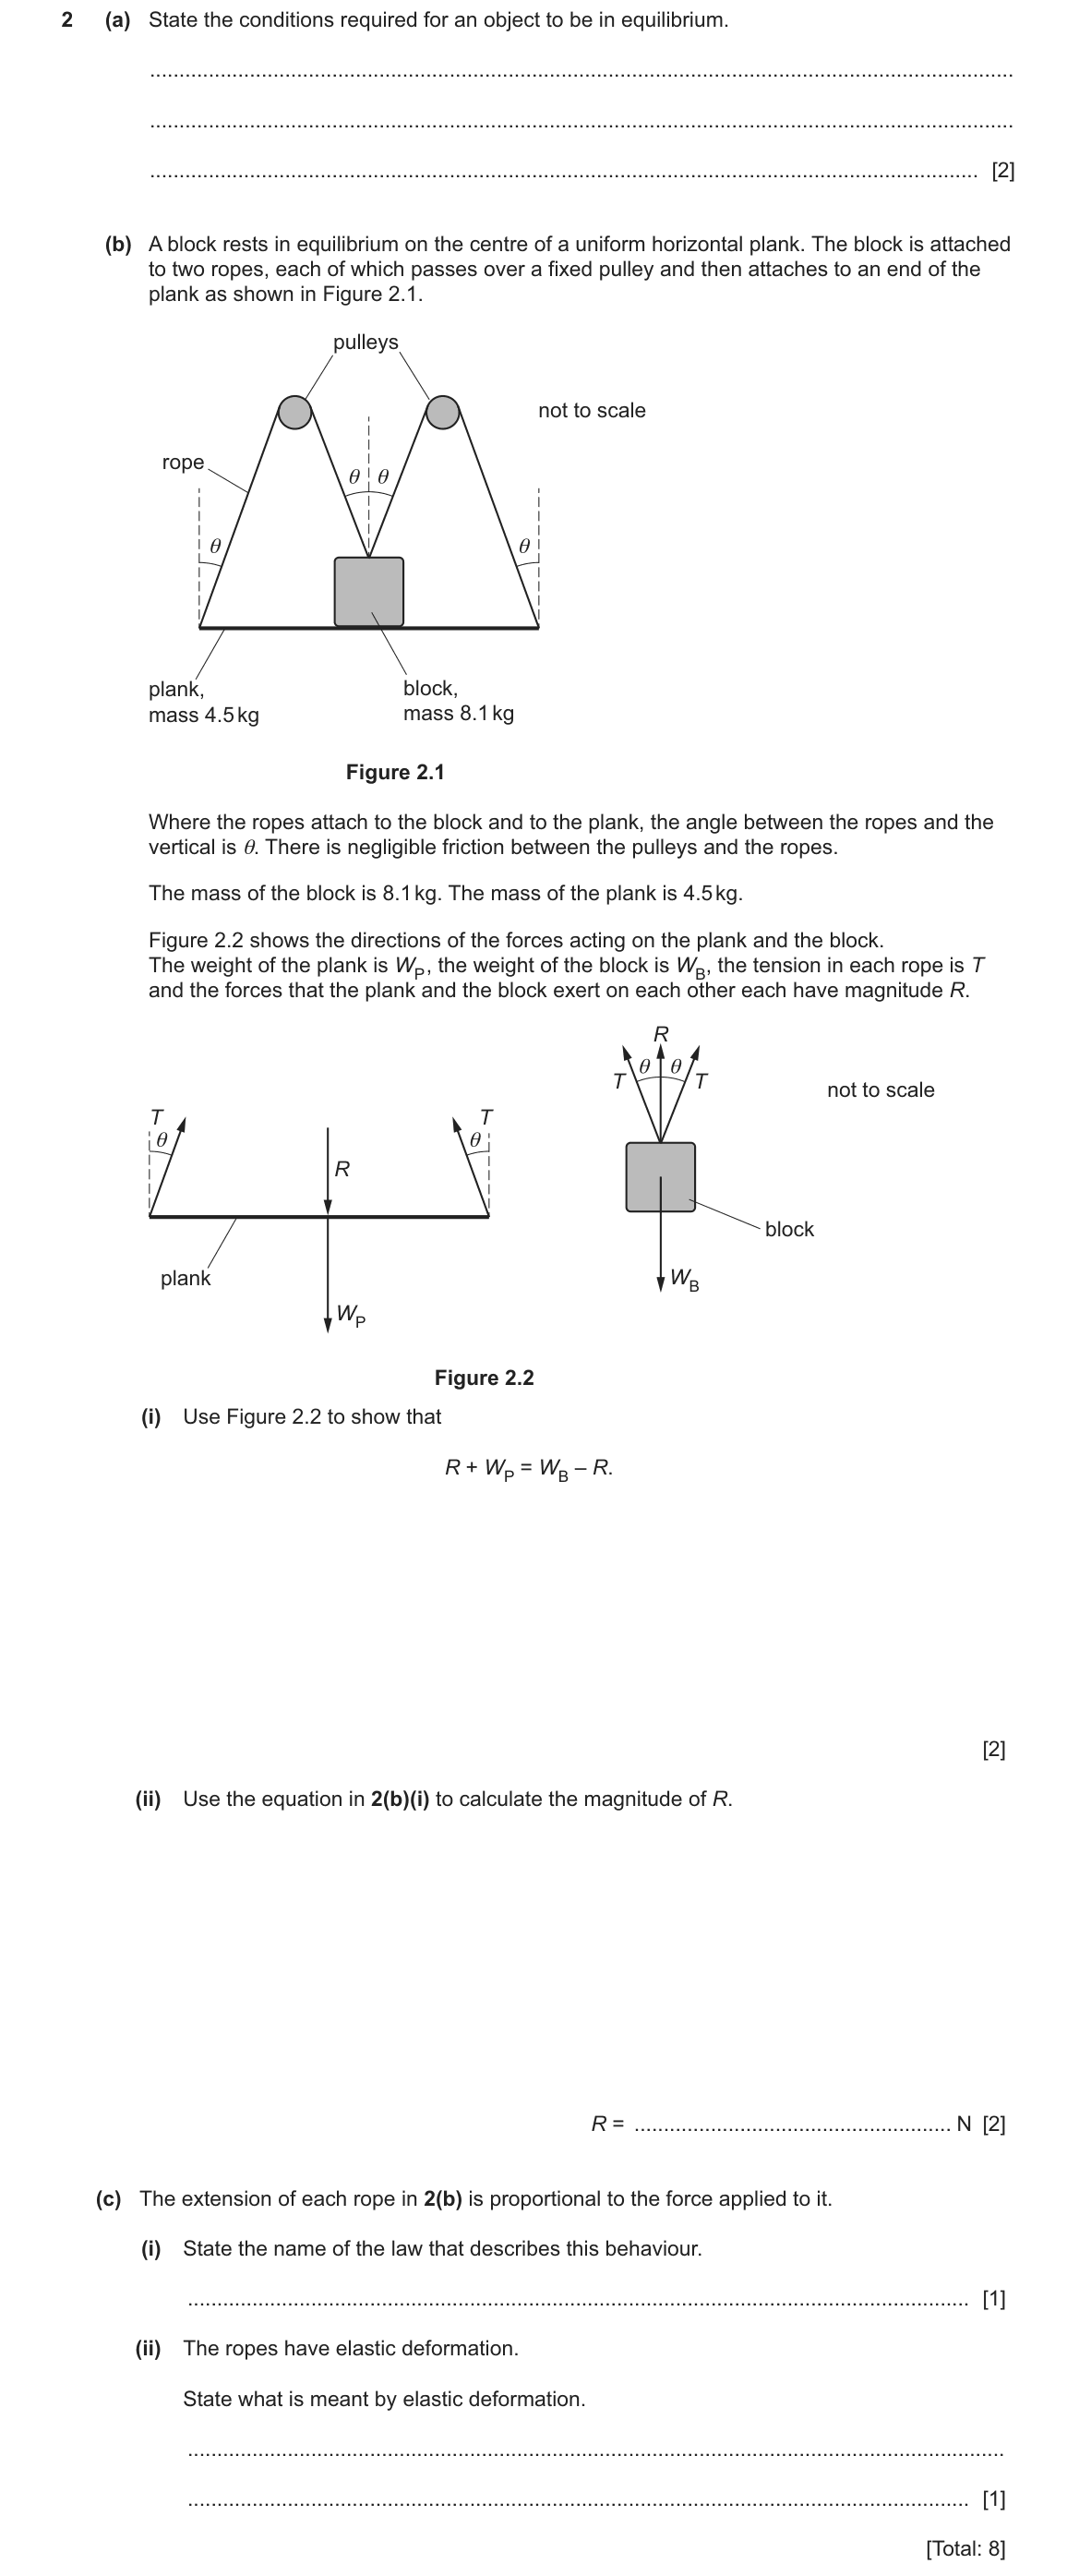 2 (a) State the conditions required for an object to be in equilibrium.
..........................................................................................
..........................................................................................
.......................................................................................... [2]
(b) A block rests in equilibrium on the centre of a uniform horizontal plank. The block is attached
to two ropes, each of which passes over a fixed pulley and then attaches to an end of the
plank as shown in Figure 2.1.
pulleys
not to scale
rope
θ θ
θ θ
plank,
mass 4.5 kg
block,
mass 8.1 kg
Figure 2.1
Where the ropes attach to the block and to the plank, the angle between the ropes and the
vertical is θ. There is negligible friction between the pulleys and the ropes.
The mass of the block is 8.1 kg. The mass of the plank is 4.5 kg.
Figure 2.2 shows the directions of the forces acting on the plank and the block.
The weight of the plank is W_P, the weight of the block is W_B, the tension in each rope is T
and the forces that the plank and the block exert on each other each have magnitude R.
T
θ
R
T
θ
plank
W_P
R
θ θ
T T
not to scale
block
W_B
Figure 2.2
(i) Use Figure 2.2 to show that
R + W_P = W_B – R.
[2]
(ii) Use the equation in 2(b)(i) to calculate the magnitude of R.
R = .................................................... N [2]
(c) The extension of each rope in 2(b) is proportional to the force applied to it.
(i) State the name of the law that describes this behaviour.
.......................................................................................... [1]
(ii) The ropes have elastic deformation.
State what is meant by elastic deformation.
..........................................................................................
.......................................................................................... [1]
[Total: 8]